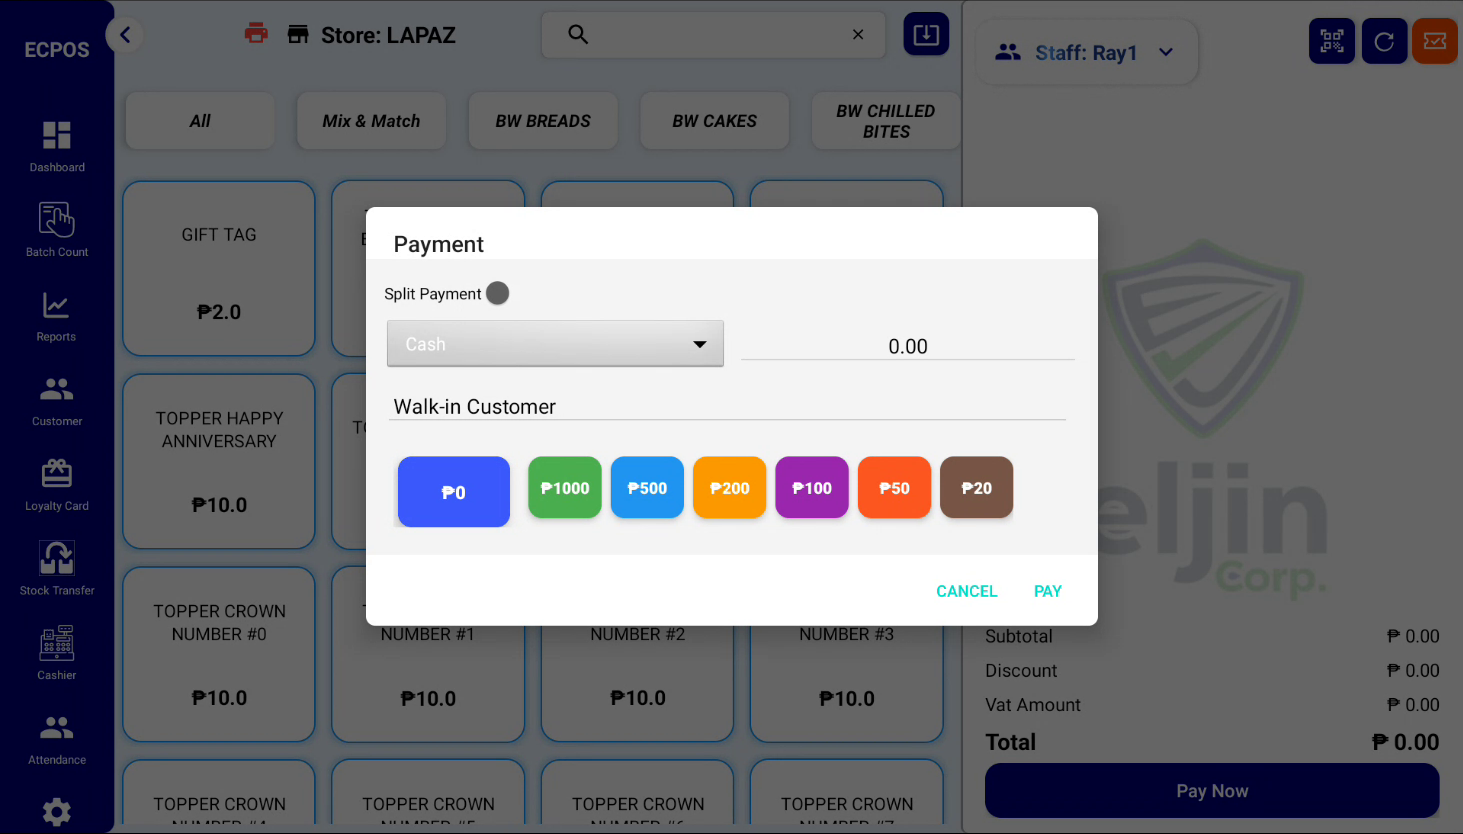 ECPOS
Dashboard
Batch Count
Reports
Customer
Loyalty Card
Stock Transfer
Cashier
Attendance
Store: LAPAZ
All
Mix & Match
BW BREADS
BW CAKES
BW CHILLED
BITES
GIFT TAG
₱2.0
TOPPER HAPPY
ANNIVERSARY
₱10.0
TOPPER CROWN
NUMBER #0
₱10.0
NUMBER #1
₱10.0
NUMBER #2
₱10.0
NUMBER #3
₱10.0
TOPPER CROWN
TOPPER CROWN
TOPPER CROWN
TOPPER CROWN
Payment
Split Payment
Cash
0.00
Walk-in Customer
₱0
₱1000
₱500
₱200
₱100
₱50
₱20
CANCEL
PAY
Staff: Ray1
eljin
Corp.
Subtotal
₱ 0.00
Discount
₱ 0.00
Vat Amount
₱ 0.00
Total
₱ 0.00
Pay Now